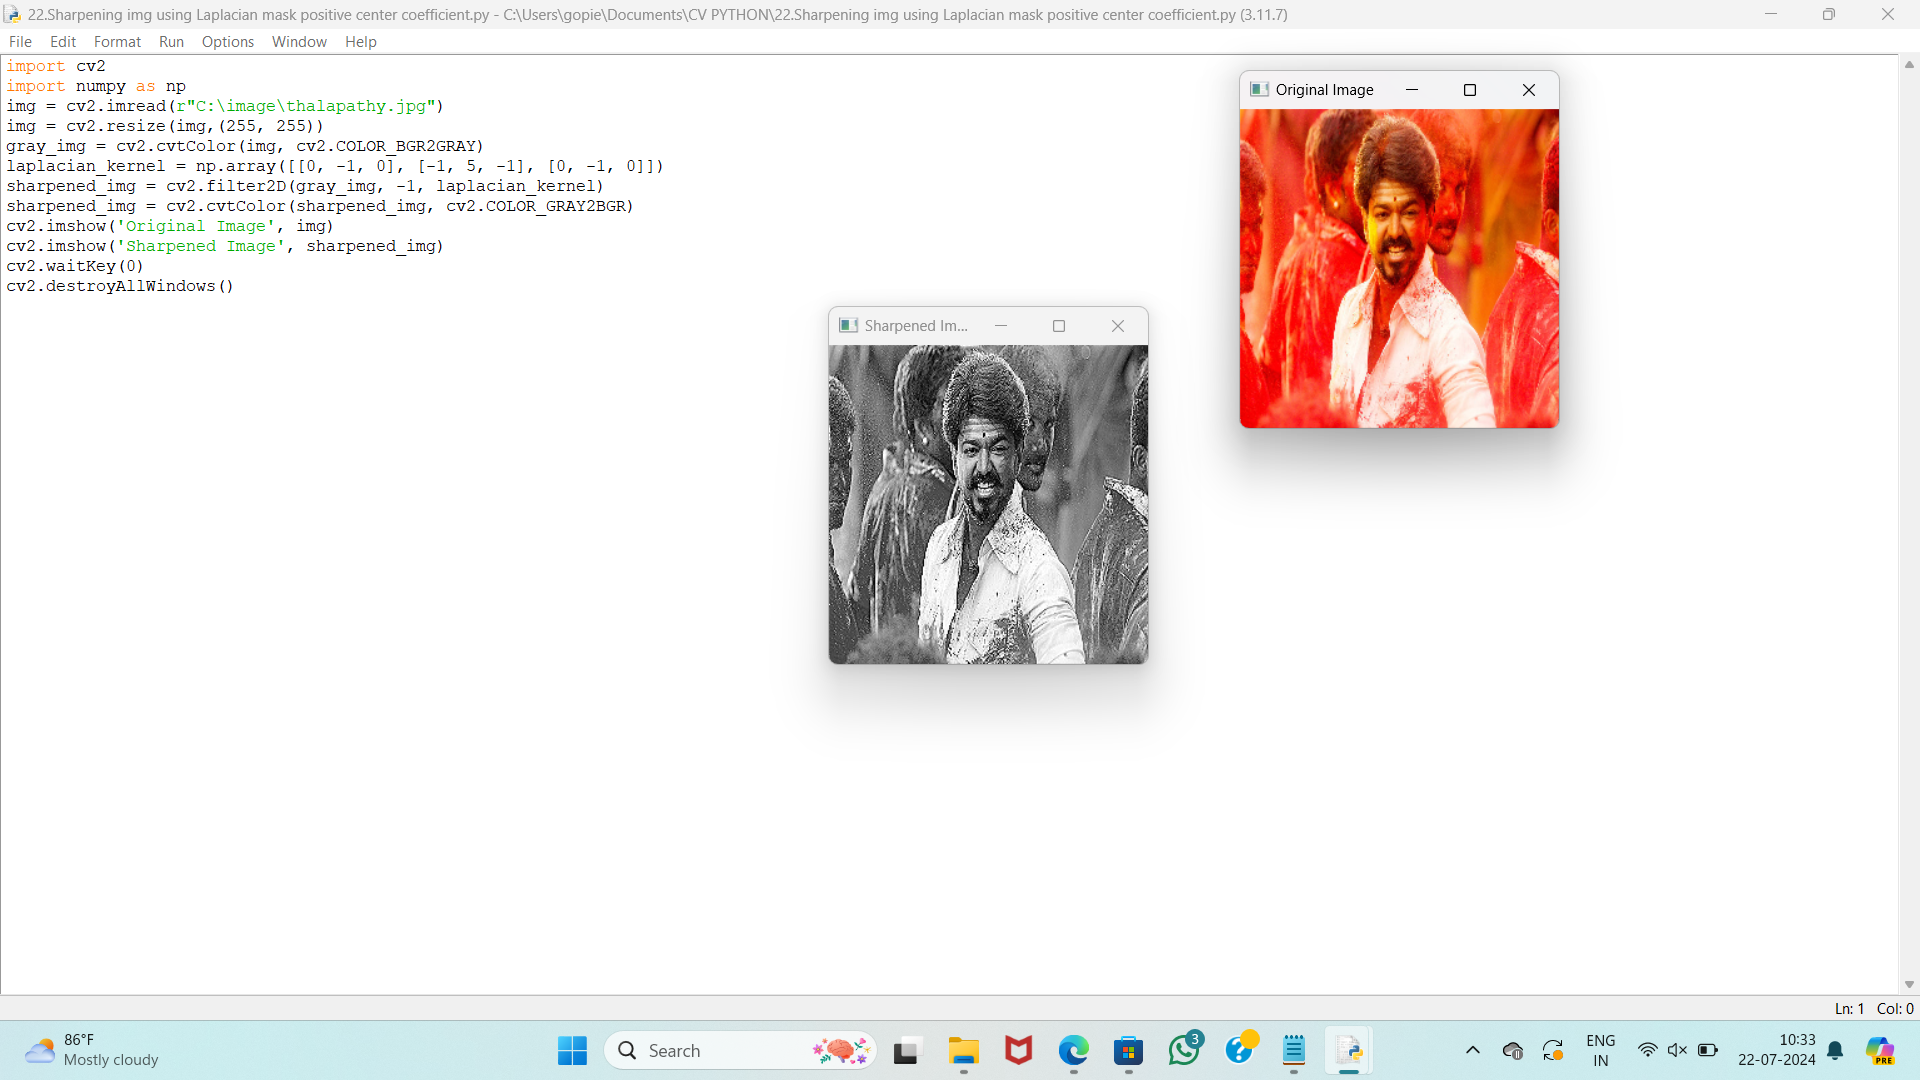 22.Sharpening img using Laplacian mask positive center coefficient.py - C:\Users\gopie\Documents\CV PYTHON\22.Sharpening img using Laplacian mask positive center coefficient.py (3.11.7)
File Edit Format Run Options Window Help
import cv2
import numpy as np
img = cv2.imread(r"C:\image\thalapathy.jpg")
img = cv2.resize(img,(255, 255))
gray_img = cv2.cvtColor(img, cv2.COLOR_BGR2GRAY)
laplacian_kernel = np.array([[0, -1, 0], [-1, 5, -1], [0, -1, 0]])
sharpened_img = cv2.filter2D(gray_img, -1, laplacian_kernel)
sharpened_img = cv2.cvtColor(sharpened_img, cv2.COLOR_GRAY2BGR)
cv2.imshow('Original Image', img)
cv2.imshow('Sharpened Image', sharpened_img)
cv2.waitKey(0)
cv2.destroyAllWindows()
Original Image
Sharpened Im...
Ln: 1 Col: 0
86°F
Mostly cloudy
Search
3
ENG
IN
10:33
22-07-2024
PRE